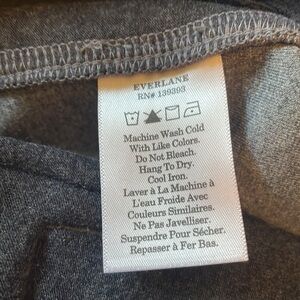 EVERLANE
RN# 139393
Machine Wash Cold
With Like Colors.
Do Not Bleach.
Hang To Dry.
Cool Iron.
Laver à La Machine à
L'eau Froide Avec
Couleurs Similaires.
Ne Pas Javelliser.
Suspendre Pour Sécher.
Repasser à Fer Bas.